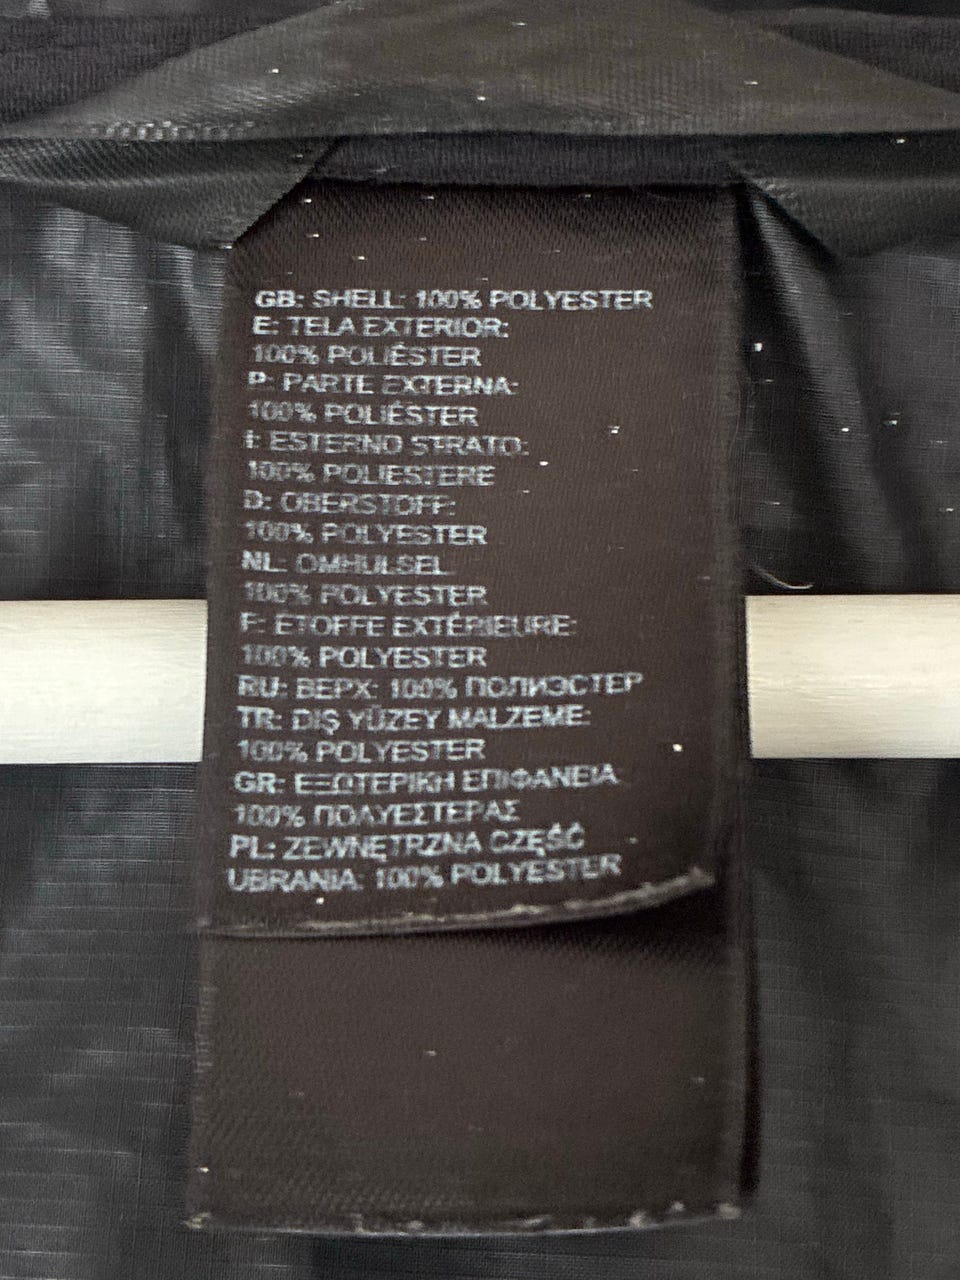 GB: SHELL: 100% POLYESTER
E: TELA EXTERIOR:
100% POLIÉSTER
P: PARTE EXTERNA:
100% POLIÉSTER
I: ESTERNO STRATO:
100% POLIESTERE
D: OBERSTOFF:
100% POLYESTER
NL: OMHULSEL
100% POLYESTER
F: ÉTOFFE EXTÉRIEURE:
100% POLYESTER
RU: ВЕРХ: 100% ПОЛИЭСТЕР
TR: DIŞ YÜZEY MALZEME:
100% POLYESTER
GR: ΕΞΩΤΕΡΙΚΗ ΕΠΙΦΑΝΕΙΑ
100% ΠΟΛΥΕΣΤΕΡΑΣ
PL: ZEWNĘTRZNA CZĘŚĆ
UBRANIA: 100% POLYESTER